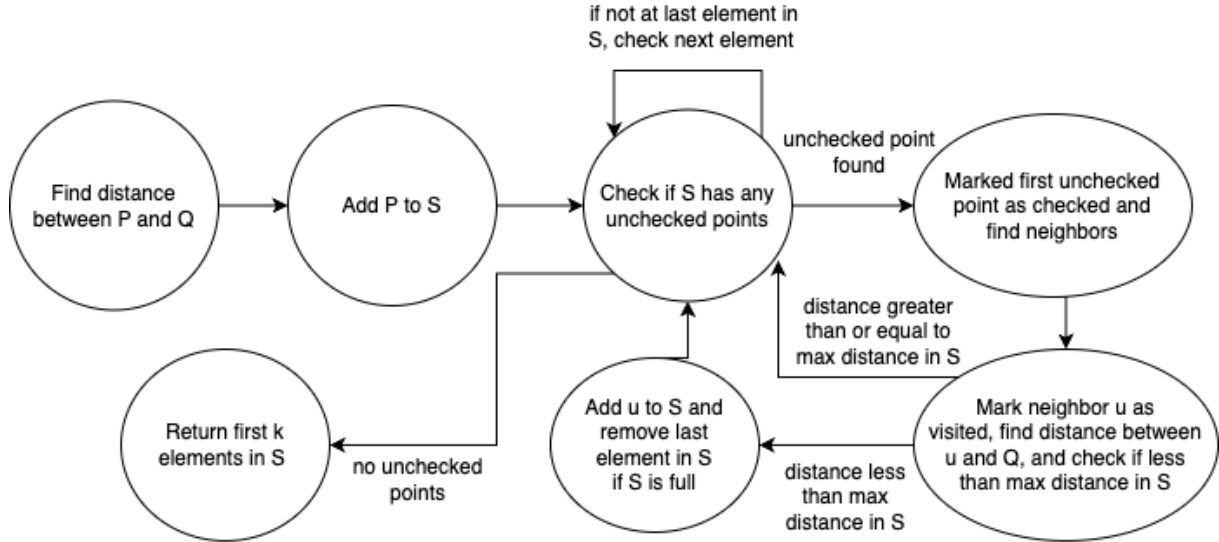 if not at last element in
S, check next element
Find distance
between P and Q
Add P to S
Check if S has any
unchecked points
unchecked point
found
Marked first unchecked
point as checked and
find neighbors
distance greater
than or equal to
max distance in S
Return first k
elements in S
no unchecked
points
Add u to S and
remove last
element in S
if S is full
distance less
than max
distance in S
Mark neighbor u as
visited, find distance between
u and Q, and check if less
than max distance in S